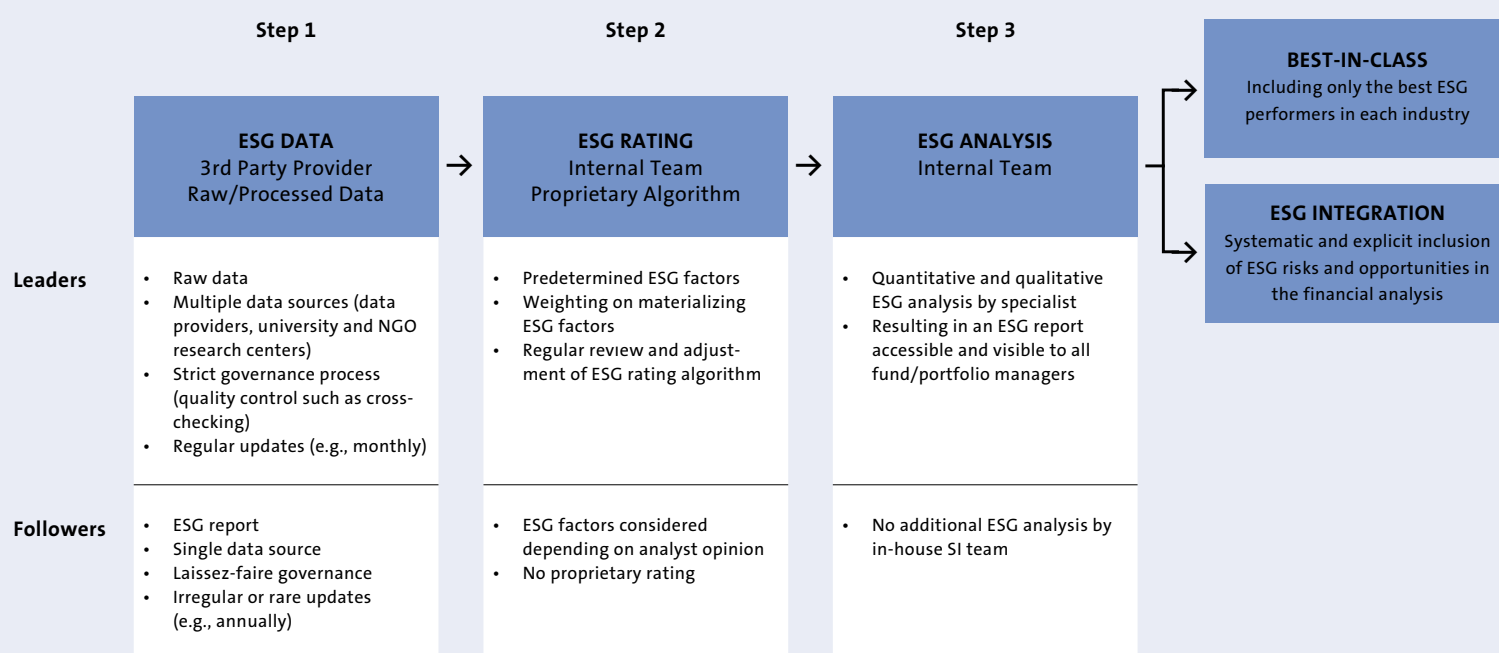 Step 1
Step 2
Step 3
ESG DATA
3rd Party Provider
Raw/Processed Data
→
ESG RATING
Internal Team
Proprietary Algorithm
→
ESG ANALYSIS
Internal Team
BEST-IN-CLASS
Including only the best ESG
performers in each industry
ESG INTEGRATION
Systematic and explicit inclusion
of ESG risks and opportunities in
the financial analysis
Leaders
• Raw data
• Multiple data sources (data
providers, university and NGO
research centers)
• Strict governance process
(quality control such as cross-
checking)
• Regular updates (e.g., monthly)
• Predetermined ESG factors
• Weighting on materializing
ESG factors
• Regular review and adjust-
ment of ESG rating algorithm
• Quantitative and qualitative
ESG analysis by specialist
• Resulting in an ESG report
accessible and visible to all
fund/portfolio managers
Followers
• ESG report
• Single data source
• Laissez-faire governance
• Irregular or rare updates
(e.g., annually)
• ESG factors considered
depending on analyst opinion
• No proprietary rating
• No additional ESG analysis by
in-house SI team